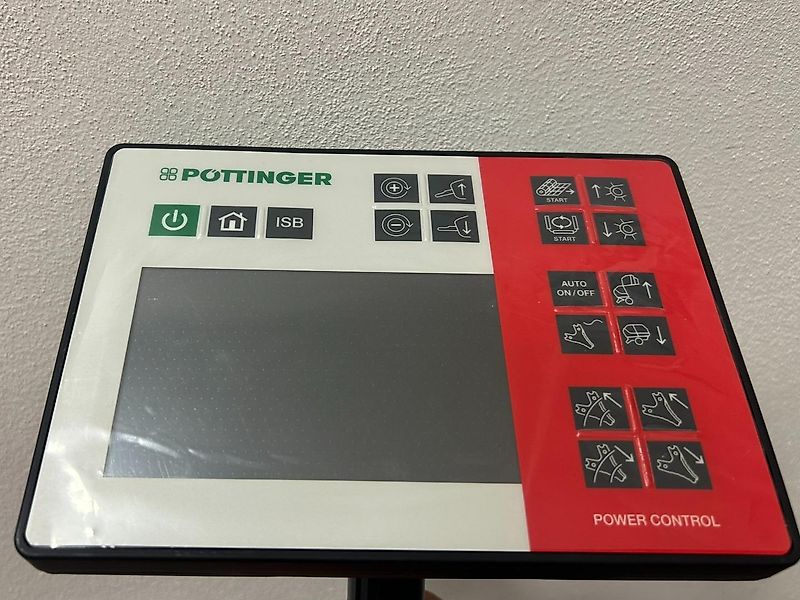 PÖTTINGER
ISB
START
START
AUTO
ON/OFF
POWER CONTROL